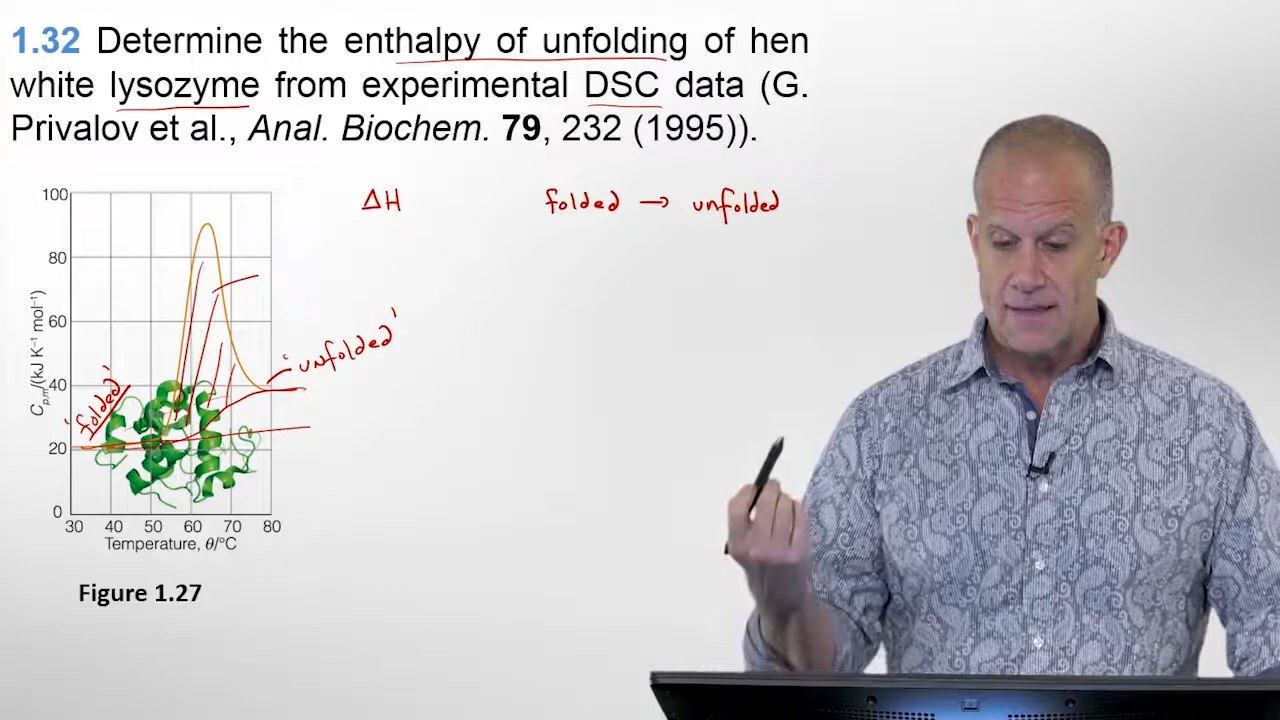 1.32 Determine the enthalpy of unfolding of hen
white lysozyme from experimental DSC data (G.
Privalov et al., Anal. Biochem. 79, 232 (1995)).
ΔH
folded → unfolded
100
80
60
40
20
0
Cp,m/(kJ K⁻¹ mol⁻¹)
'folded'
'unfolded'
30 40 50 60 70 80
Temperature, θ/°C
Figure 1.27